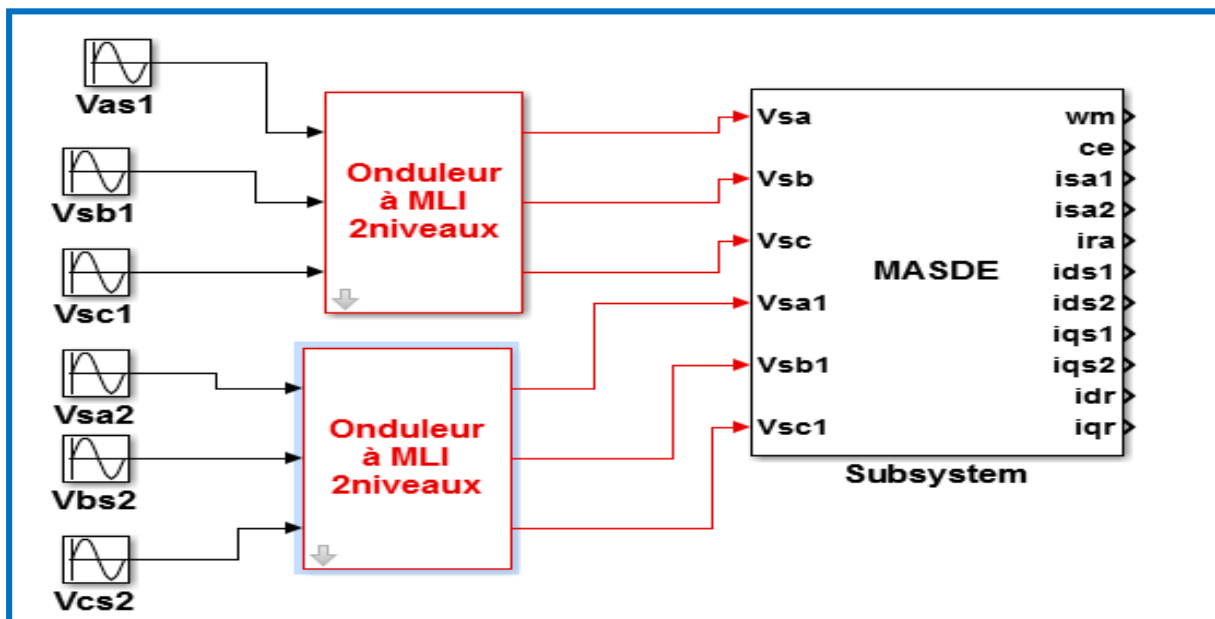 Vas1
Vsb1
Vsc1
Vsa2
Vbs2
Vcs2
Onduleur
à MLI
2niveaux
Onduleur
à MLI
2niveaux
Vsa
Vsb
Vsc
Vsa1
Vsb1
Vsc1
MASDE
wm
ce
isa1
isa2
ira
ids1
ids2
iqs1
iqs2
idr
iqr
Subsystem